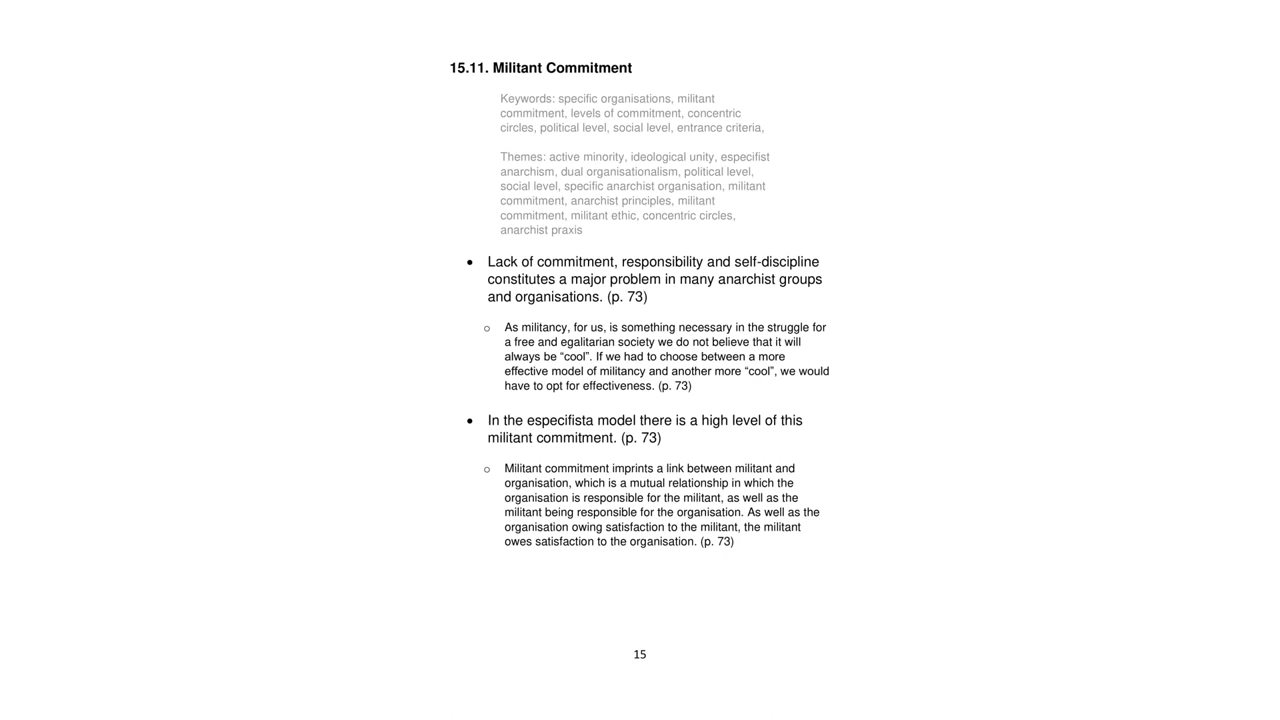 15.11. Militant Commitment
Keywords: specific organisations, militant
commitment, levels of commitment, concentric
circles, political level, social level, entrance criteria,
Themes: active minority, ideological unity, especifist
anarchism, dual organisationalism, political level,
social level, specific anarchist organisation, militant
commitment, anarchist principles, militant
commitment, militant ethic, concentric circles,
anarchist praxis
• Lack of commitment, responsibility and self-discipline
constitutes a major problem in many anarchist groups
and organisations. (p. 73)
o As militancy, for us, is something necessary in the struggle for
a free and egalitarian society we do not believe that it will
always be “cool”. If we had to choose between a more
effective model of militancy and another more “cool”, we would
have to opt for effectiveness. (p. 73)
• In the especifista model there is a high level of this
militant commitment. (p. 73)
o Militant commitment imprints a link between militant and
organisation, which is a mutual relationship in which the
organisation is responsible for the militant, as well as the
militant being responsible for the organisation. As well as the
organisation owing satisfaction to the militant, the militant
owes satisfaction to the organisation. (p. 73)
15